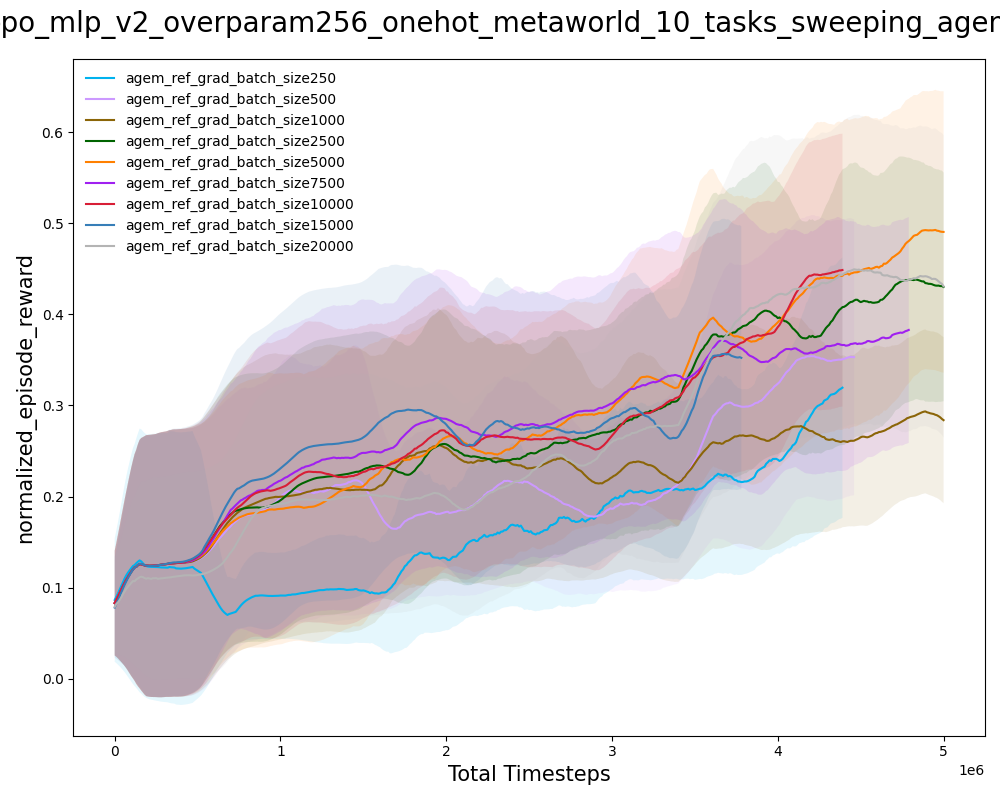 po_mlp_v2_overparam256_onehot_metaworld_10_tasks_sweeping_agen
agem_ref_grad_batch_size250
agem_ref_grad_batch_size500
agem_ref_grad_batch_size1000
agem_ref_grad_batch_size2500
agem_ref_grad_batch_size5000
agem_ref_grad_batch_size7500
agem_ref_grad_batch_size10000
agem_ref_grad_batch_size15000
agem_ref_grad_batch_size20000
normalized_episode_reward
0.6
0.5
0.4
0.3
0.2
0.1
0.0
0 1 2 3 4 5
1e6
Total Timesteps